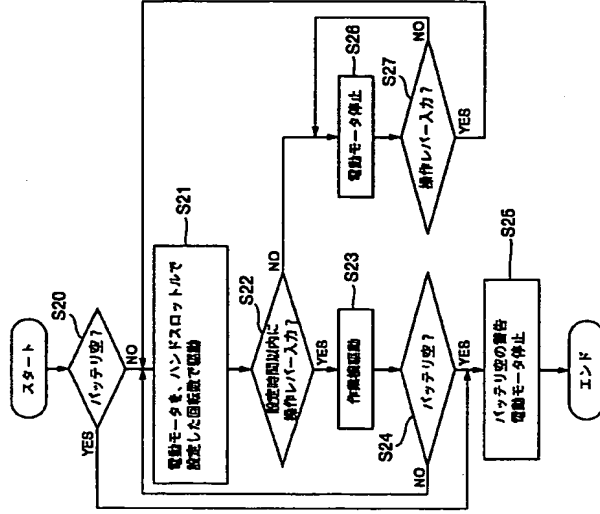 スタート
S20
バッテリ空？
YES
NO
S21
電動モータを、ハンドスロットルで
設定した回転数で駆動
S22
設定時間以内に
操作レバー入力？
NO
YES
S23
作業機駆動
S24
バッテリ空？
NO
YES
S25
バッテリ空の警告
電動モータ停止
エンド
S26
電動モータ停止
S27
操作レバー入力？
NO
YES